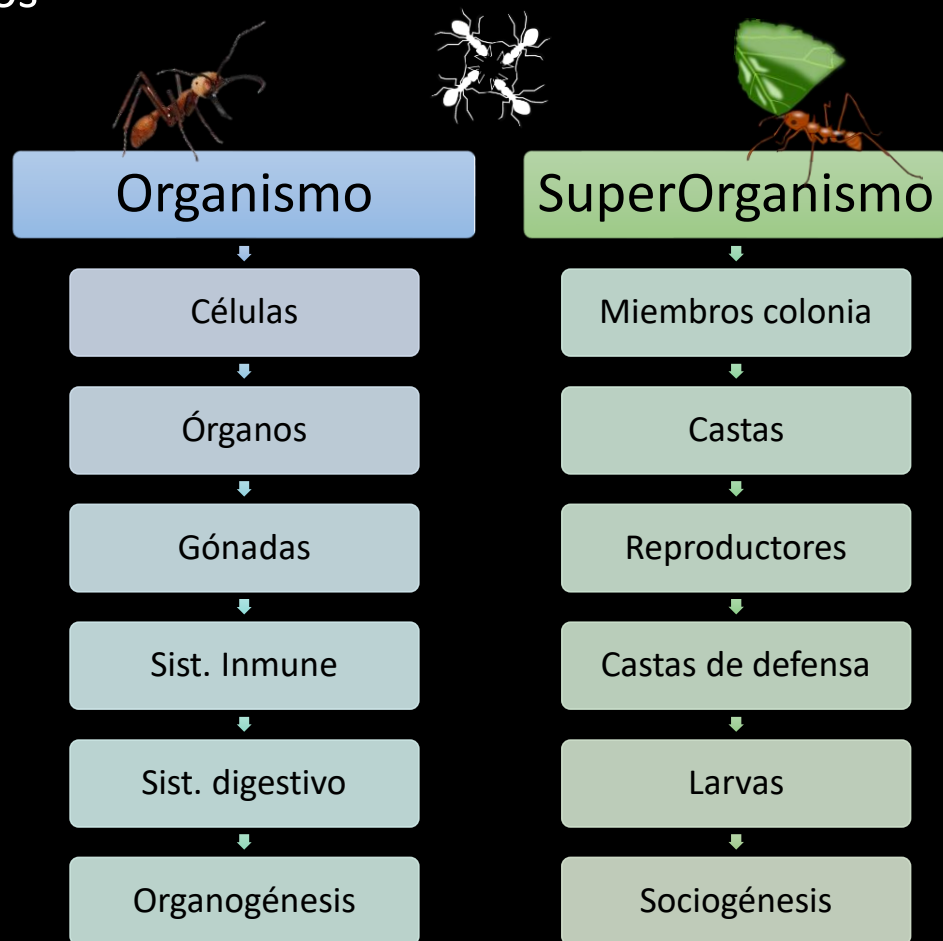 Organismo
Células
Órganos
Gónadas
Sist. Inmune
Sist. digestivo
Organogénesis
SuperOrganismo
Miembros colonia
Castas
Reproductores
Castas de defensa
Larvas
Sociogénesis